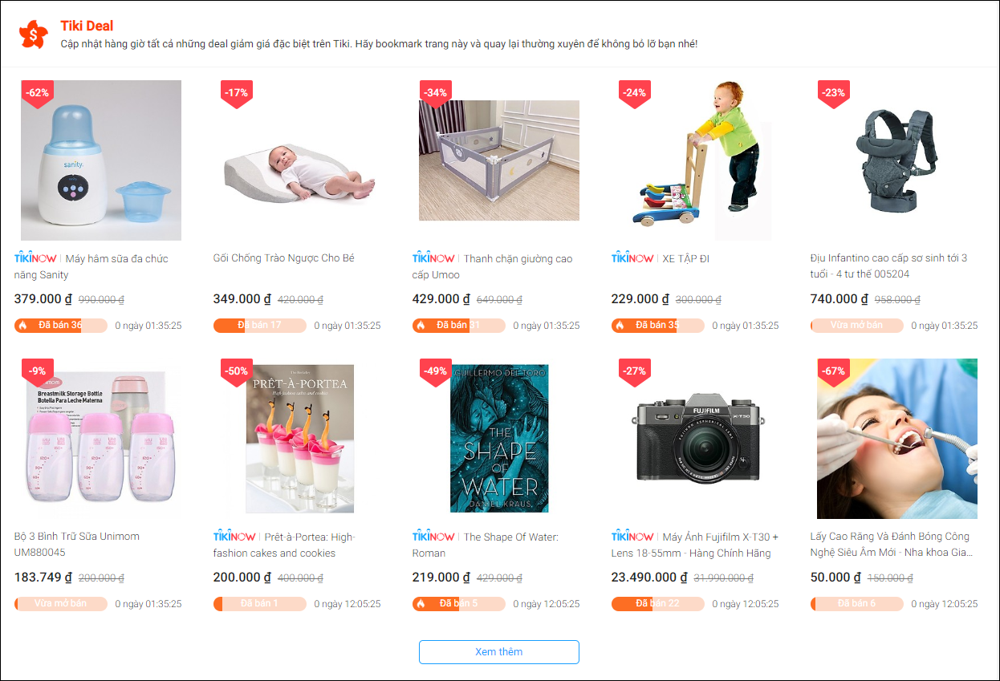 Tiki Deal
Cập nhật hàng giờ tất cả những deal giảm giá đặc biệt trên Tiki. Hãy bookmark trang này và quay lại thường xuyên để không bỏ lỡ bạn nhé!
-62%
sanity.
TIKINOW | Máy hâm sữa đa chức
năng Sanity
379.000 ₫ 990.000 ₫
Đã bán 36 0 ngày 01:35:25
-17%
Gối Chống Trào Ngược Cho Bé
349.000 ₫ 420.000 ₫
Đã bán 17 0 ngày 01:35:25
-34%
TIKINOW | Thanh chặn giường cao
cấp Umoo
429.000 ₫ 649.000 ₫
Đã bán 31 0 ngày 01:35:25
-24%
TIKINOW | XE TẬP ĐI
229.000 ₫ 300.000 ₫
Đã bán 35 0 ngày 01:35:25
-23%
Địu Infantino cao cấp sơ sinh tới 3
tuổi - 4 tư thế 005204
740.000 ₫ 958.000 ₫
Vừa mở bán 0 ngày 01:35:25
-9%
Breastmilk Storage Bottle
Botella Para Leche Materna
Bộ 3 Bình Trữ Sữa Unimom
UM880045
183.749 ₫ 200.000 ₫
Vừa mở bán 0 ngày 01:35:25
-50%
PRÊT-À-PORTEA
High-fashion cakes and cookies
TIKINOW | Prêt-à-Portea: High-
fashion cakes and cookies
200.000 ₫ 400.000 ₫
Đã bán 1 0 ngày 12:05:25
-49%
GUILLERMO DEL TORO
THE
SHAPE
OF
WATER
DANIEL KRAUS
TIKINOW | The Shape Of Water:
Roman
219.000 ₫ 429.000 ₫
Đã bán 5 0 ngày 12:05:25
-27%
FUJIFILM
X-T30
TIKINOW | Máy Ảnh Fujifilm X-T30 +
Lens 18-55mm - Hàng Chính Hãng
23.490.000 ₫ 31.990.000 ₫
Đã bán 22 0 ngày 12:05:25
-67%
Lấy Cao Răng Và Đánh Bóng Công
Nghệ Siêu Âm Mới - Nha khoa Gia...
50.000 ₫ 150.000 ₫
Đã bán 6 0 ngày 12:05:25
Xem thêm